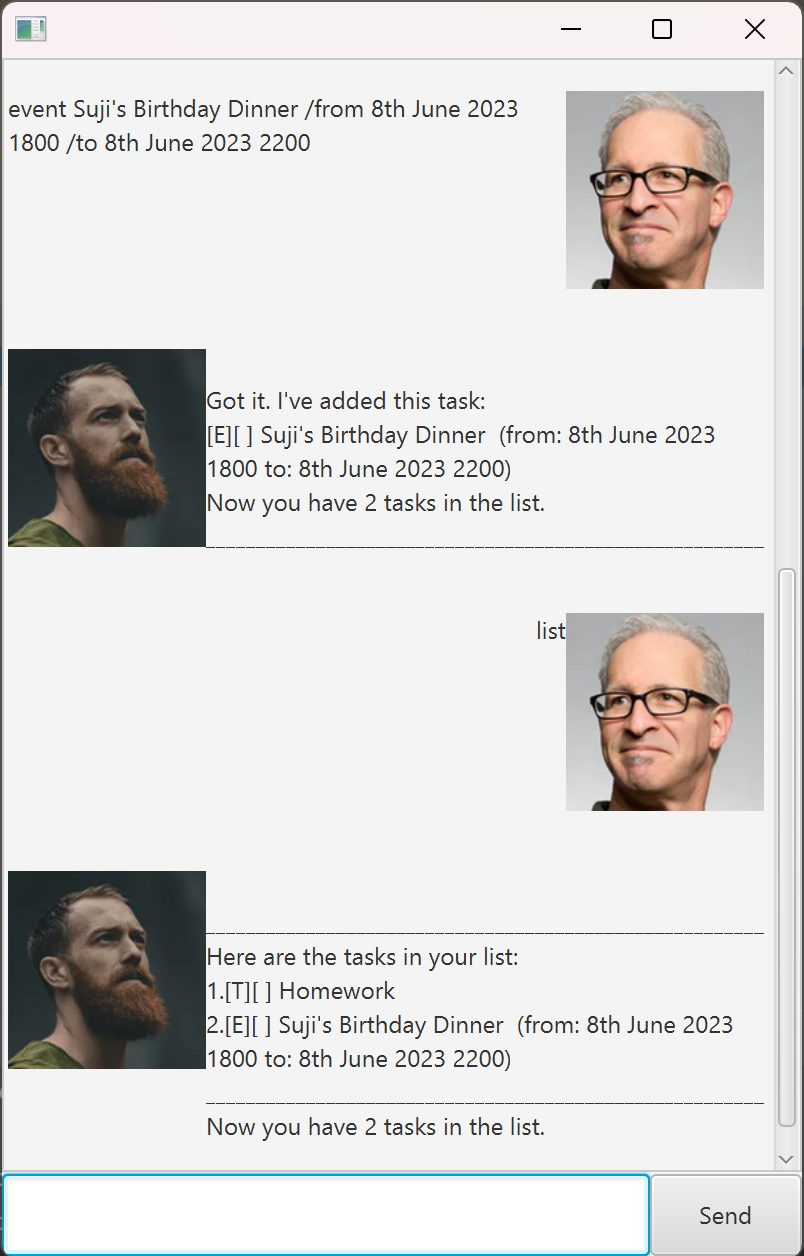 event Suji's Birthday Dinner /from 8th June 2023
1800 /to 8th June 2023 2200
Got it. I've added this task:
[E][ ] Suji's Birthday Dinner  (from: 8th June 2023
1800 to: 8th June 2023 2200)
Now you have 2 tasks in the list.
____________________________________________________________
list
____________________________________________________________
Here are the tasks in your list:
1.[T][ ] Homework
2.[E][ ] Suji's Birthday Dinner  (from: 8th June 2023
1800 to: 8th June 2023 2200)
____________________________________________________________
Now you have 2 tasks in the list.
Send